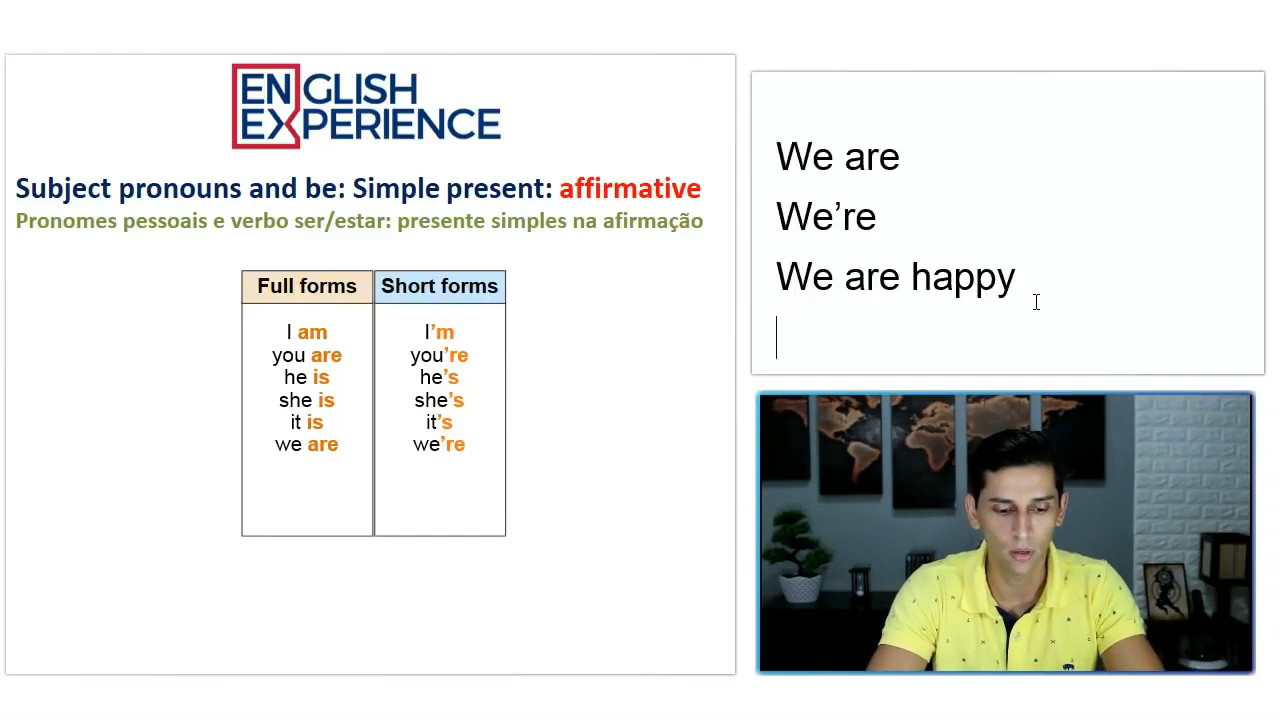 ENGLISH
EXPERIENCE
Subject pronouns and be: Simple present: affirmative
Pronomes pessoais e verbo ser/estar: presente simples na afirmação
Full forms
I am
you are
he is
she is
it is
we are
Short forms
I’m
you’re
he’s
she’s
it’s
we’re
We are
We’re
We are happy